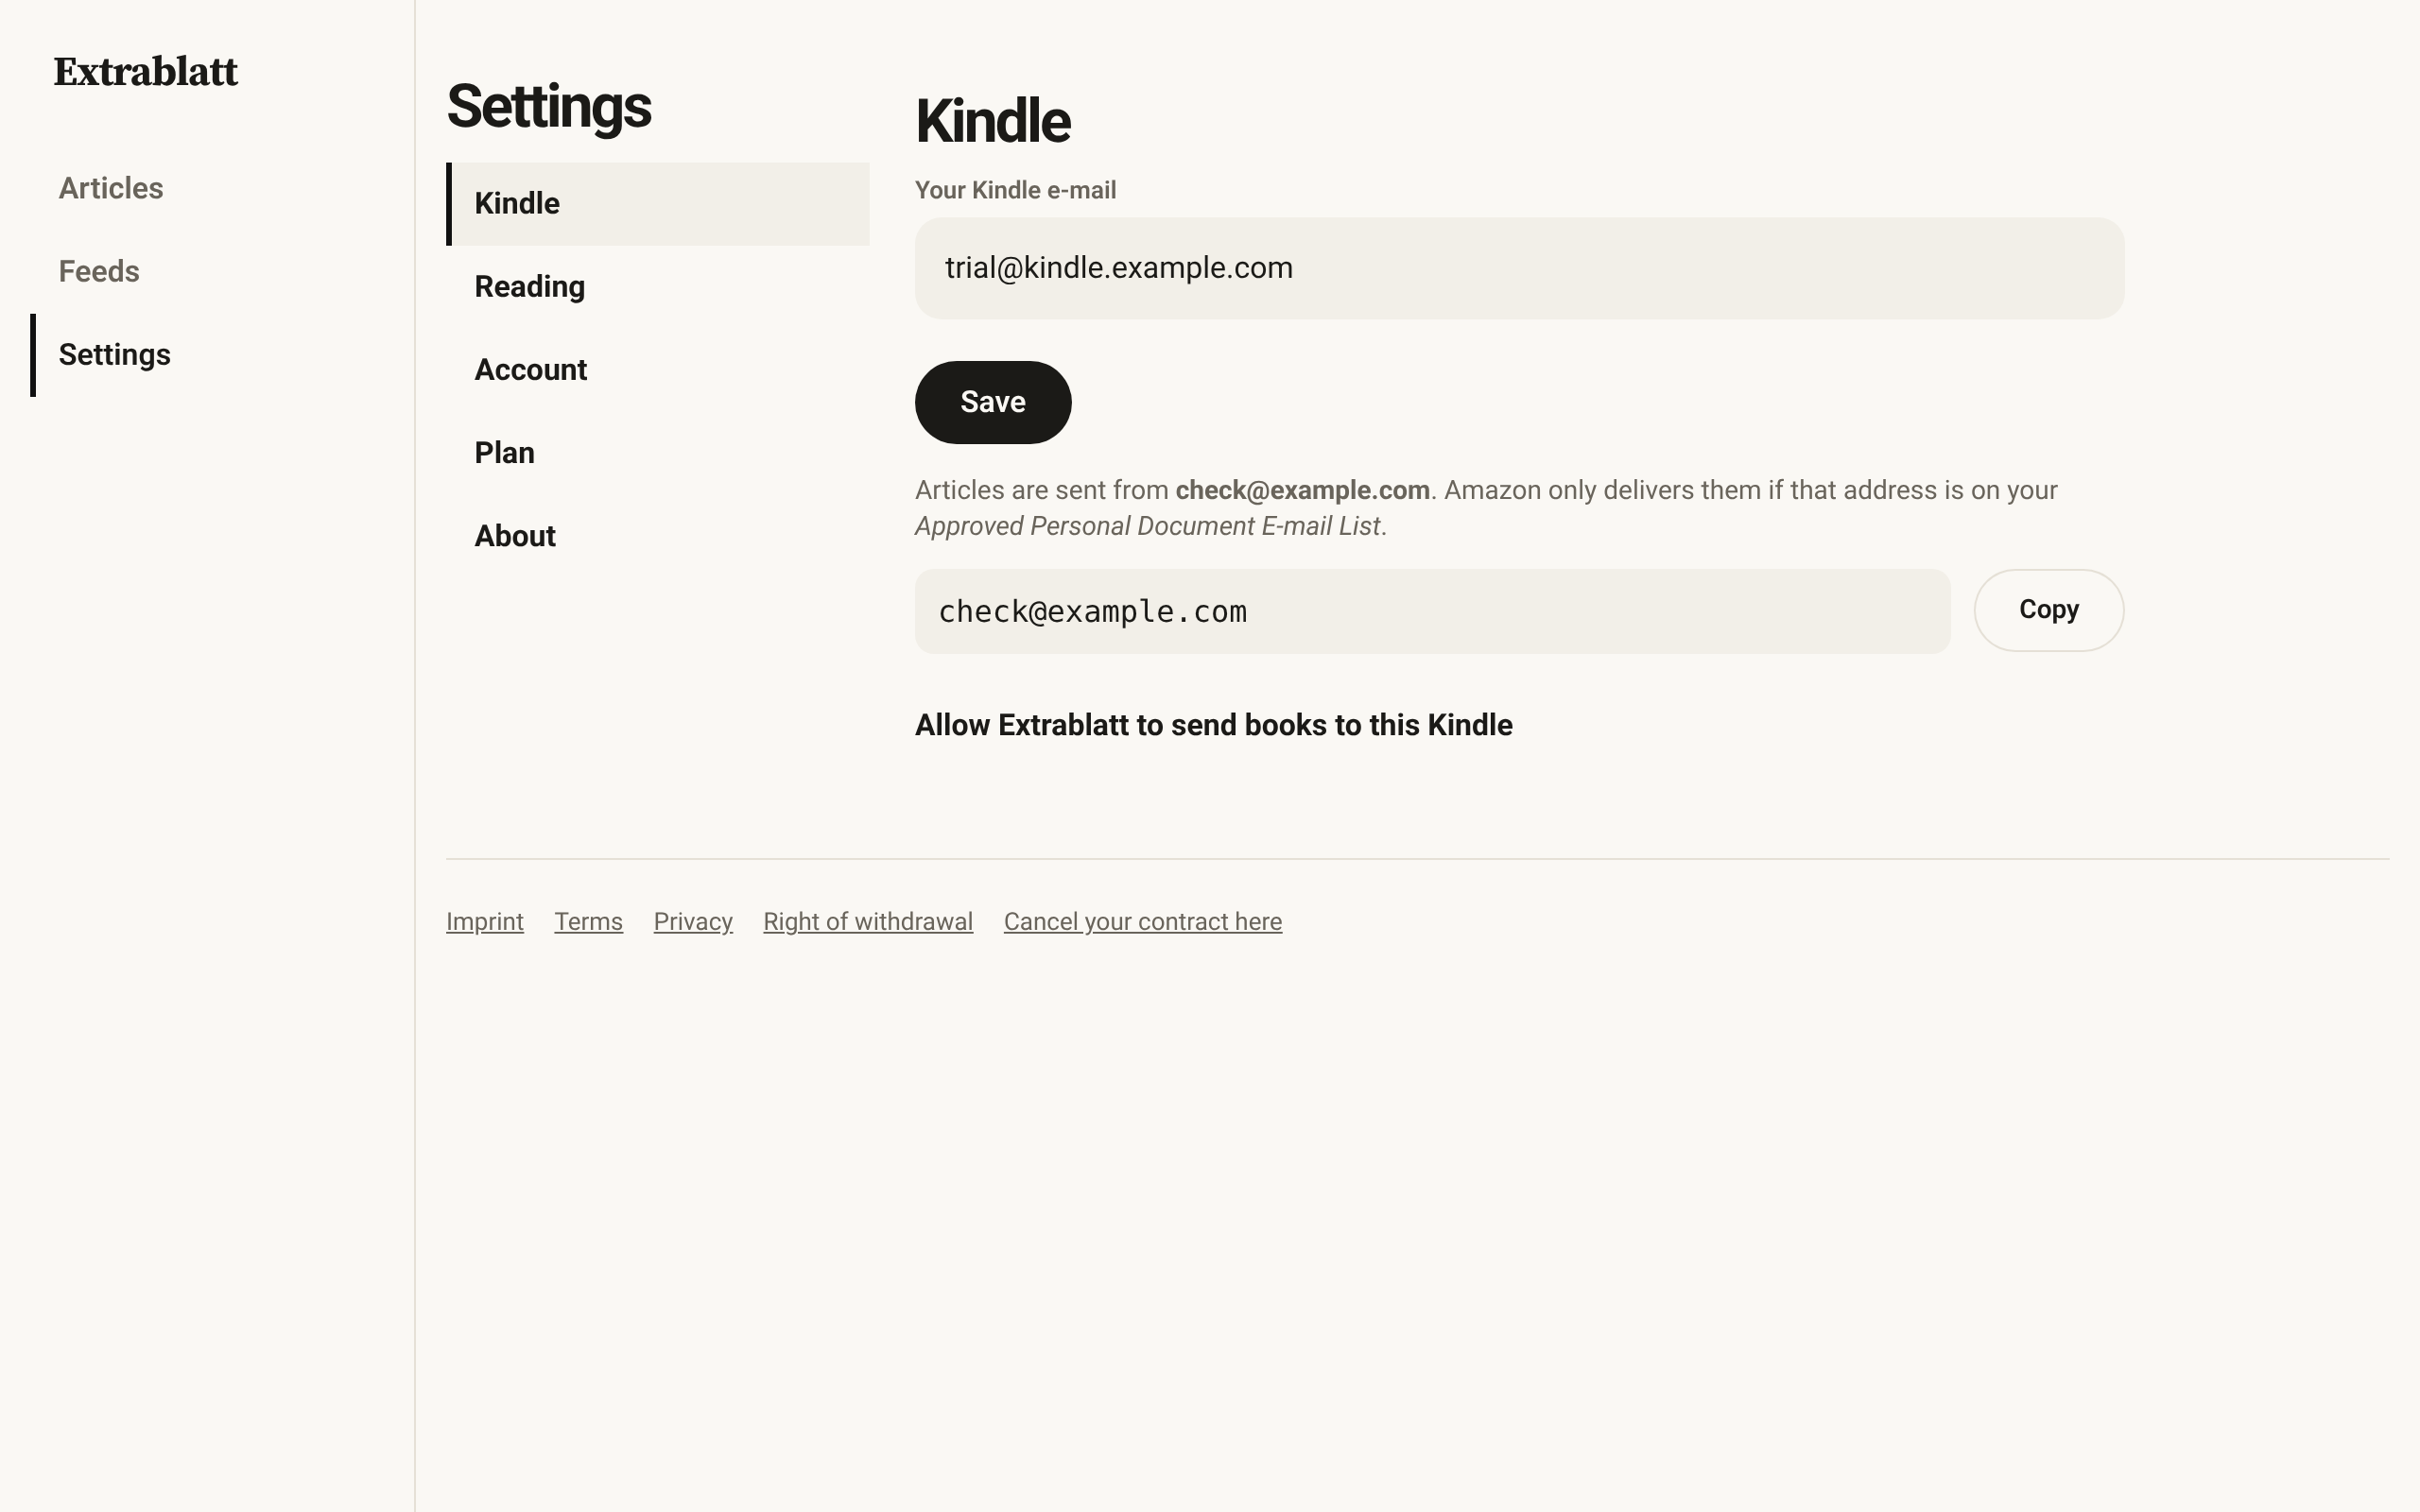 Extrablatt
Articles
Feeds
Settings
Settings
Kindle
Reading
Account
Plan
About
Kindle
Your Kindle e-mail
trial@kindle.example.com
Save
Articles are sent from check@example.com. Amazon only delivers them if that address is on your
Approved Personal Document E-mail List.
check@example.com
Copy
Allow Extrablatt to send books to this Kindle
Imprint Terms Privacy Right of withdrawal Cancel your contract here